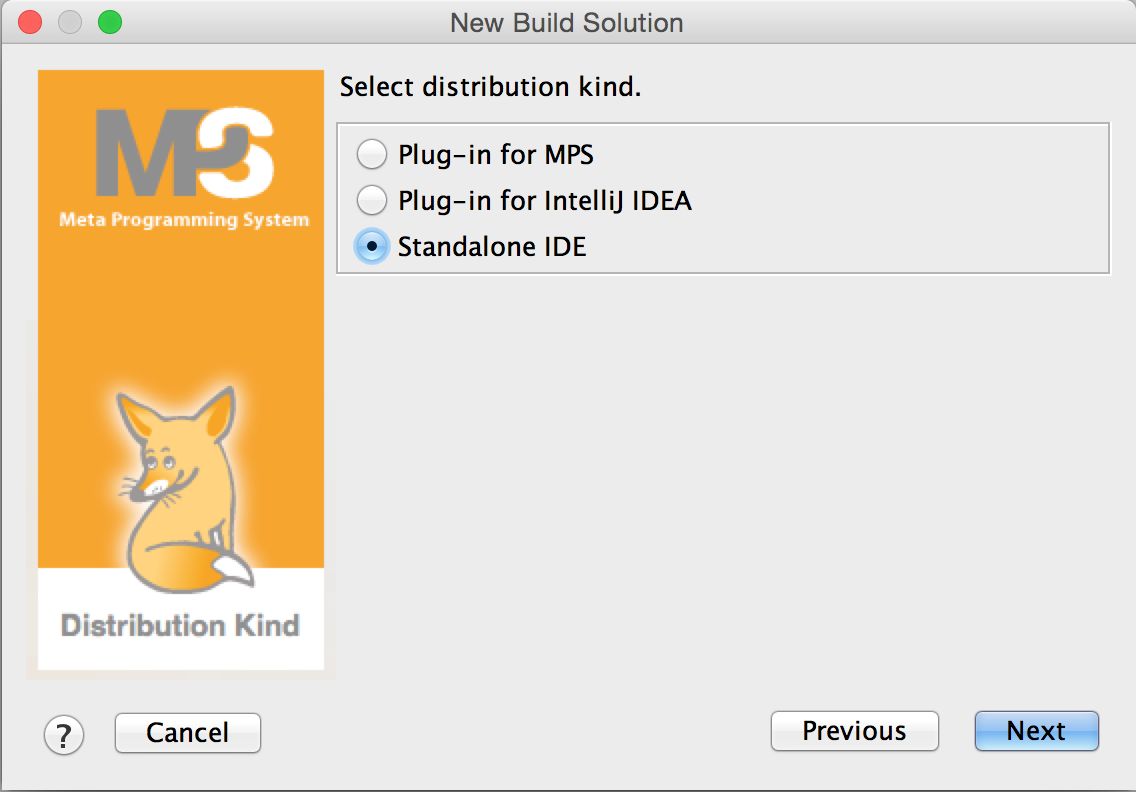 New Build Solution
MPS
Meta Programming System
Distribution Kind
Select distribution kind.
Plug-in for MPS
Plug-in for IntelliJ IDEA
Standalone IDE
?
Cancel
Previous
Next